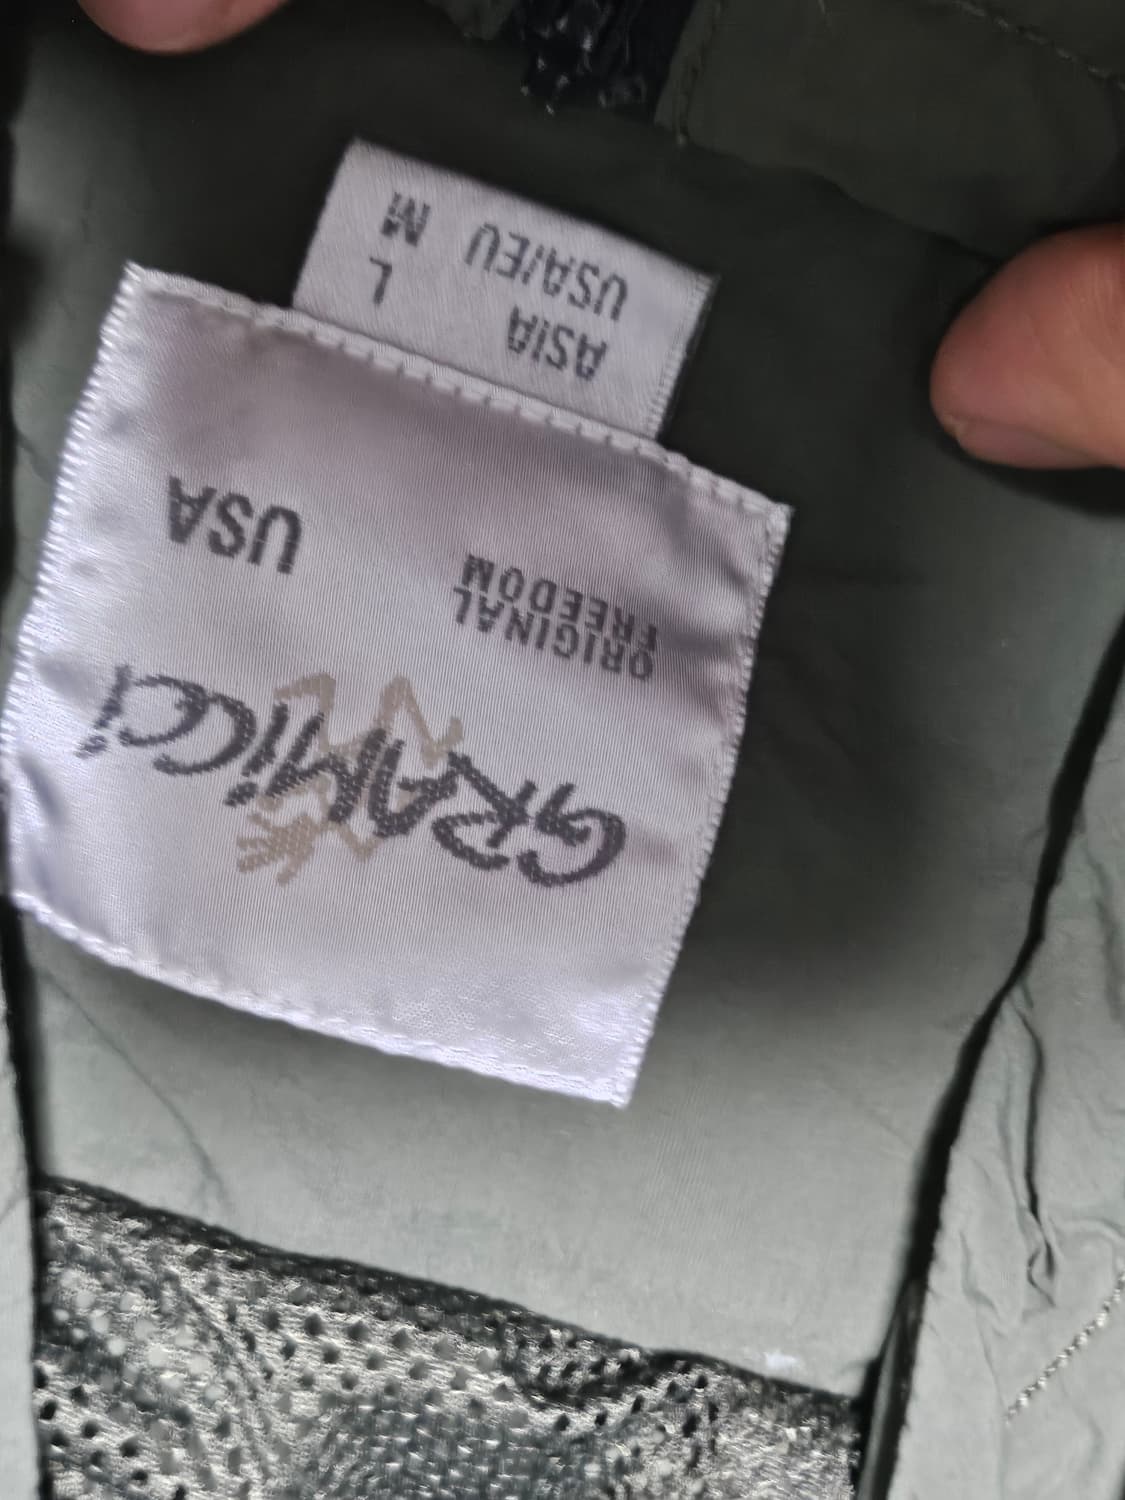 GRAMiCCi
ORIGINAL
FREEDOM
USA
ASIA L
USA/EU M